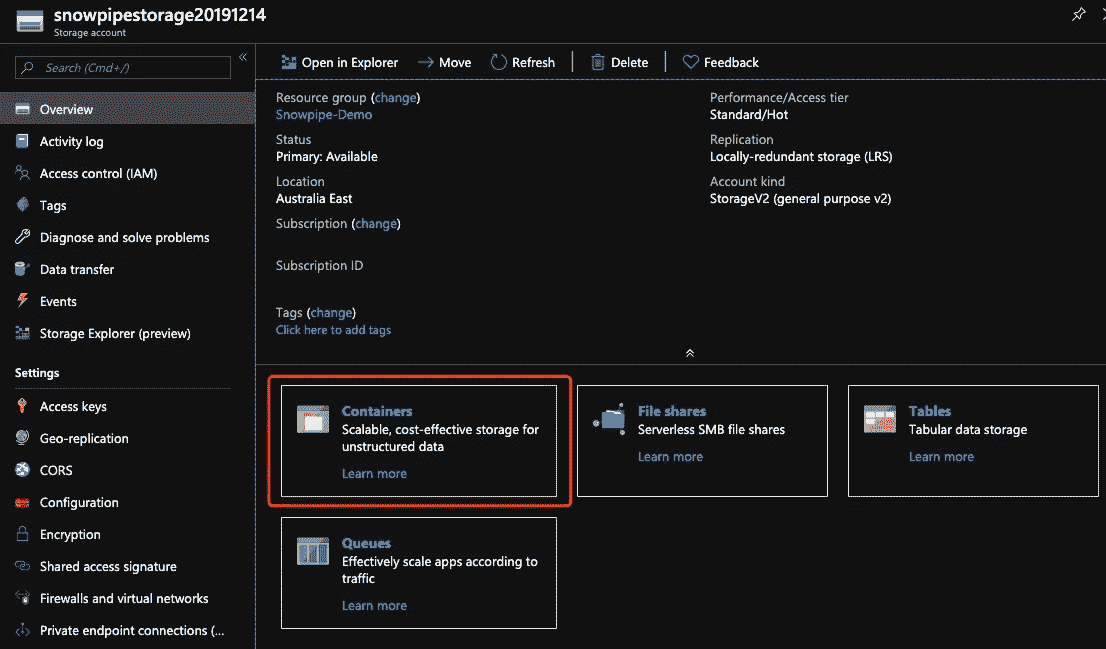 snowpipestorage20191214
Storage account
Search (Cmd+/)
«
Overview
Activity log
Access control (IAM)
Tags
Diagnose and solve problems
Data transfer
Events
Storage Explorer (preview)
Settings
Access keys
Geo-replication
CORS
Configuration
Encryption
Shared access signature
Firewalls and virtual networks
Private endpoint connections (...
Open in Explorer Move Refresh Delete Feedback
Resource group (change)
Snowpipe-Demo
Status
Primary: Available
Location
Australia East
Subscription (change)
Subscription ID
Tags (change)
Click here to add tags
Performance/Access tier
Standard/Hot
Replication
Locally-redundant storage (LRS)
Account kind
StorageV2 (general purpose v2)
Containers
Scalable, cost-effective storage for
unstructured data
Learn more
File shares
Serverless SMB file shares
Learn more
Tables
Tabular data storage
Learn more
Queues
Effectively scale apps according to
traffic
Learn more